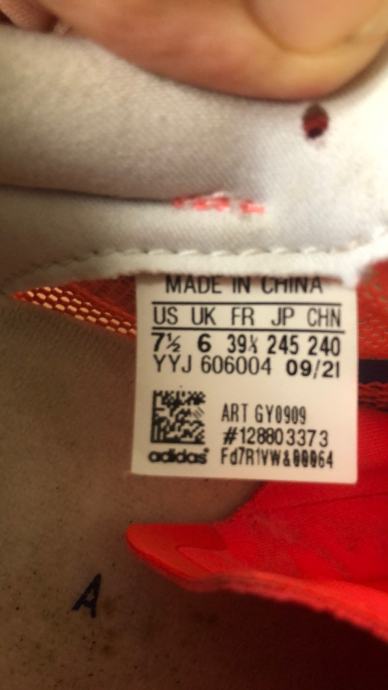 MADE IN CHINA
US UK FR JP CHN
7½ 6 39⅓ 245 240
YYJ 606004 09/21
ART GY0909
#128803373
adidas Fd7R1VW&00064
A